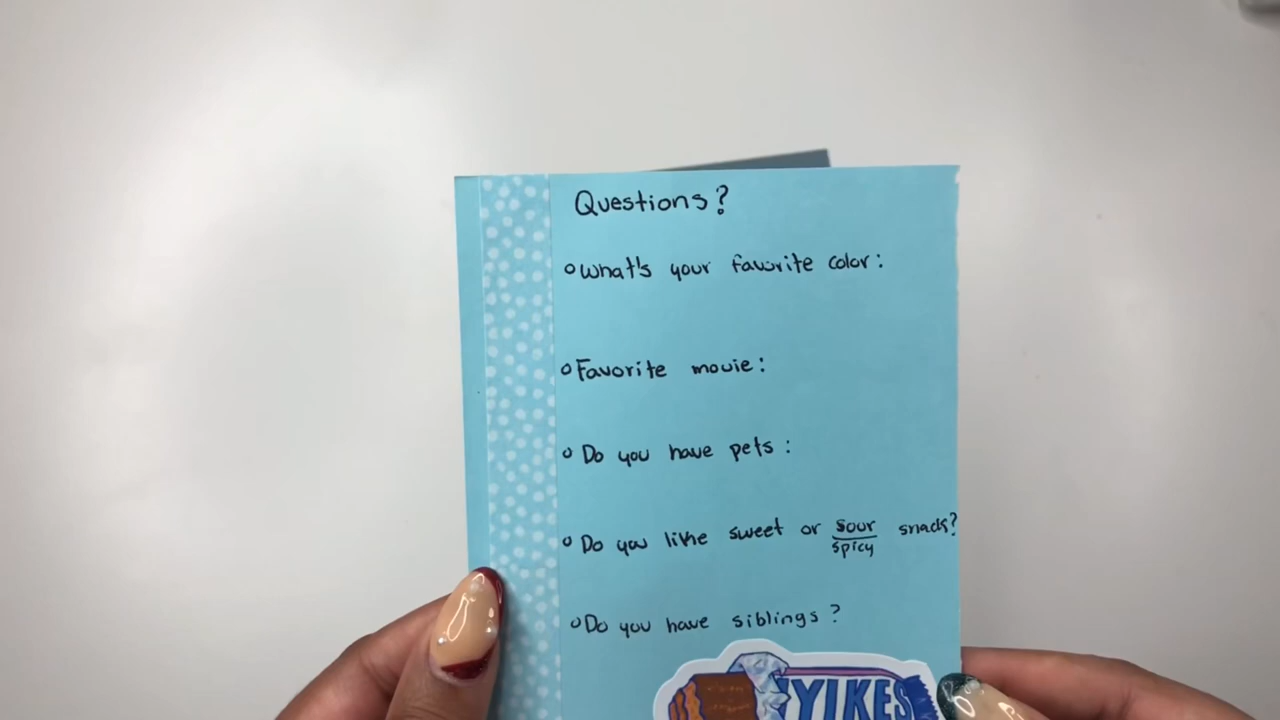 Questions?
What's your favorite color:
Favorite movie:
Do you have pets:
Do you like sweet or sour snack?
spicy
Do you have siblings?
YIKES